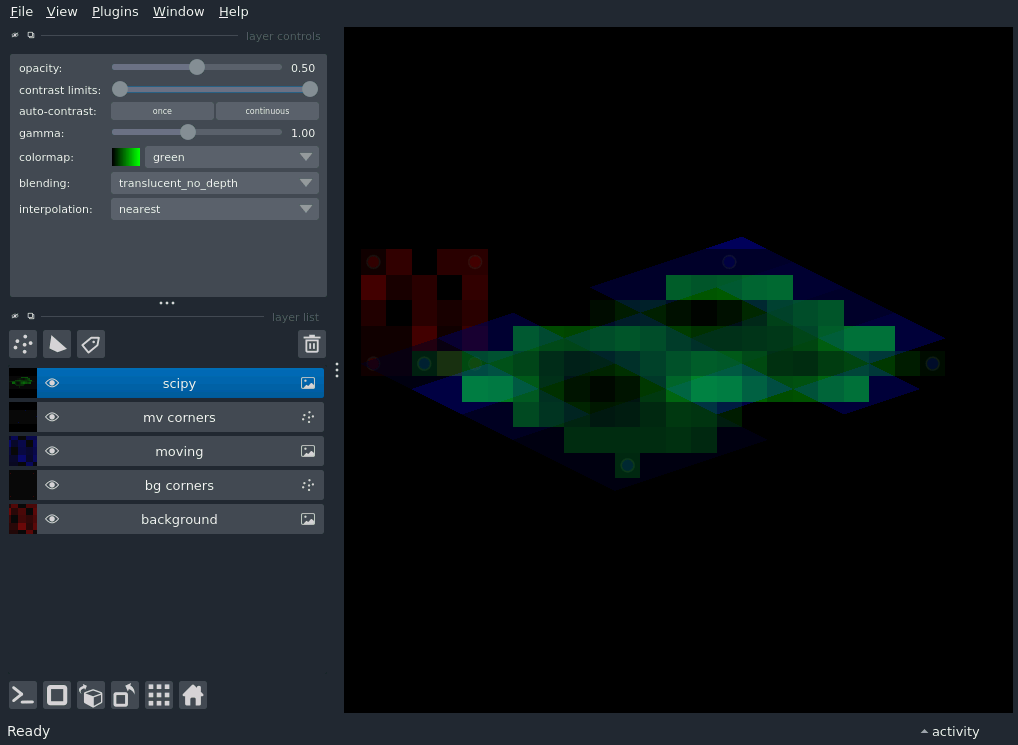 File View Plugins Window Help
layer controls
opacity: 0.50
contrast limits:
auto-contrast: once continuous
gamma: 1.00
colormap: green
blending: translucent_no_depth
interpolation: nearest
layer list
scipy
mv corners
moving
bg corners
background
Ready
activity